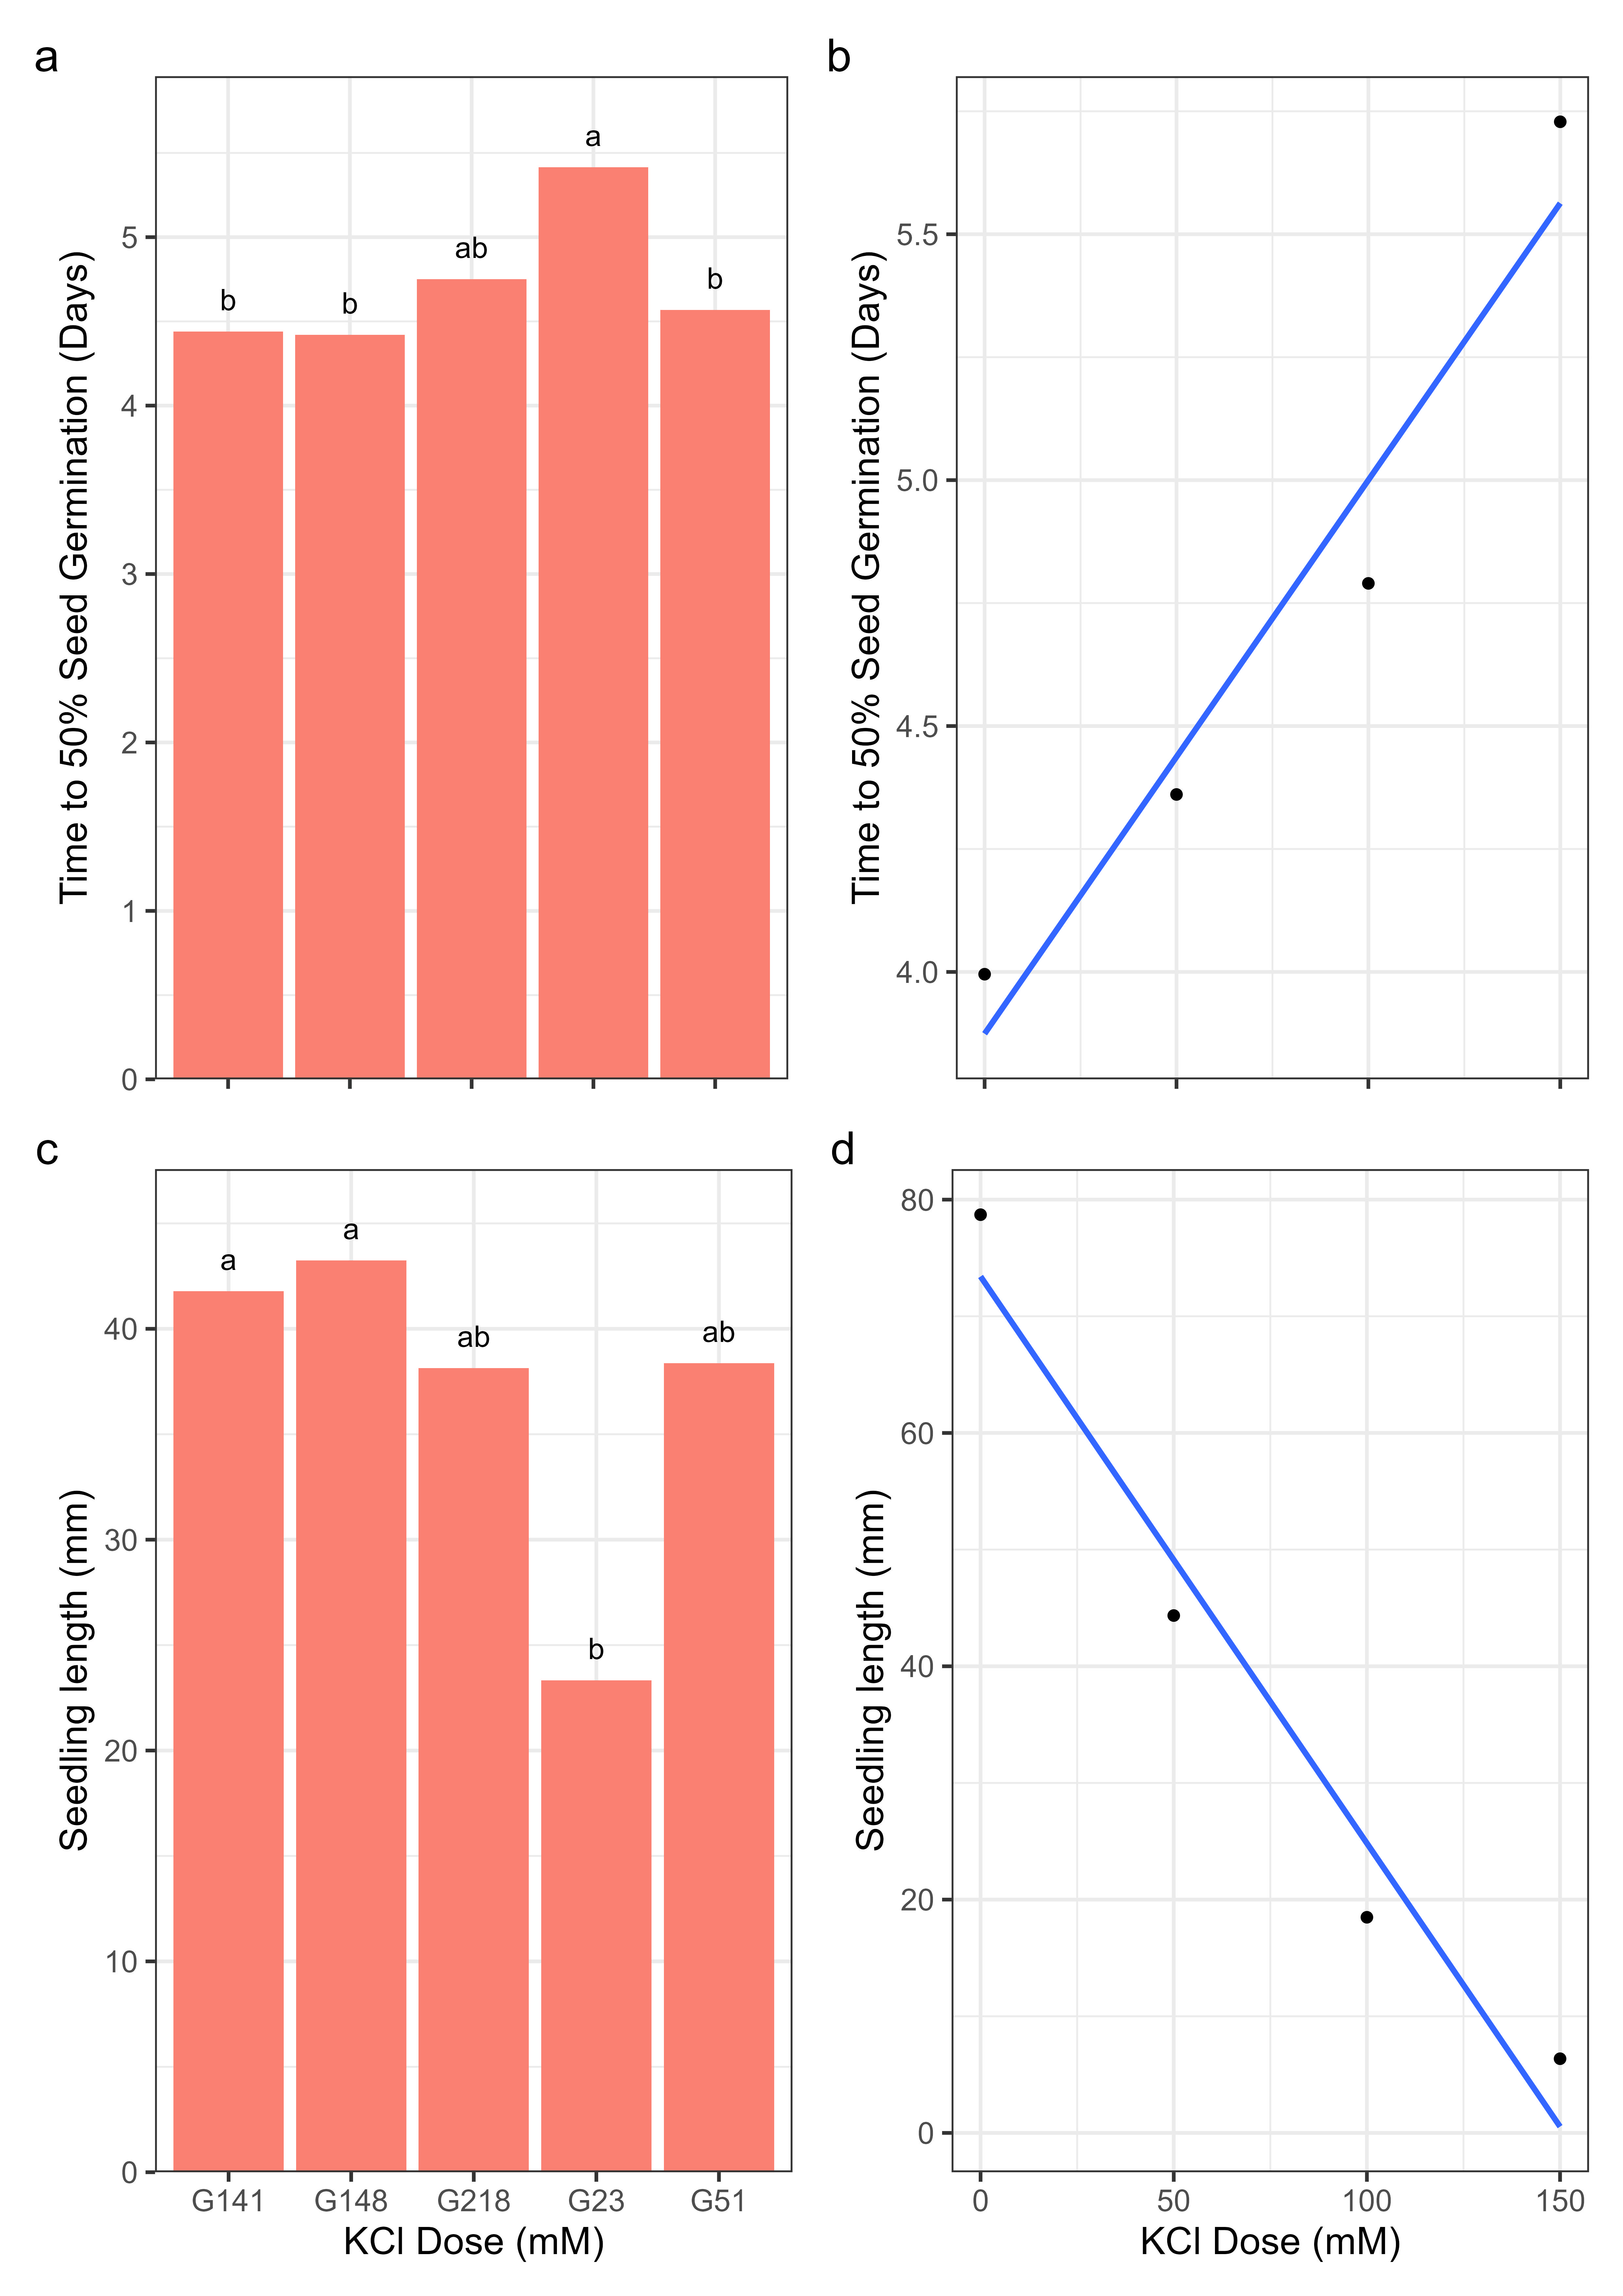 a
Time to 50% Seed Germination (Days)
5
4
3
2
1
0
b
b
ab
a
b
b
Time to 50% Seed Germination (Days)
5.5
5.0
4.5
4.0
c
Seedling length (mm)
40
30
20
10
0
a
a
ab
b
ab
G141 G148 G218 G23 G51
KCl Dose (mM)
d
Seedling length (mm)
80
60
40
20
0
0 50 100 150
KCl Dose (mM)